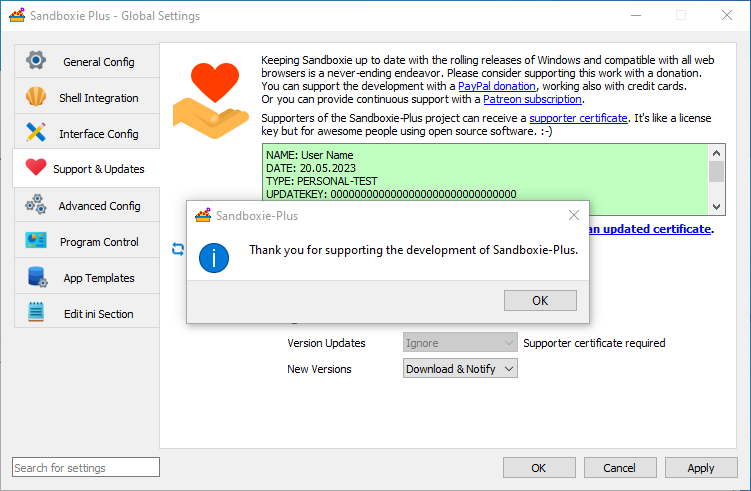 Sandboxie Plus - Global Settings
General Config
Shell Integration
Interface Config
Support & Updates
Advanced Config
Program Control
App Templates
Edit ini Section
Search for settings
Keeping Sandboxie up to date with the rolling releases of Windows and compatible with all web
browsers is a never-ending endeavor. Please consider supporting this work with a donation.
You can support the development with a PayPal donation, working also with credit cards.
Or you can provide continuous support with a Patreon subscription.
Supporters of the Sandboxie-Plus project can receive a supporter certificate. It's like a license
key but for awesome people using open source software. :-)
NAME: User Name
DATE: 20.05.2023
TYPE: PERSONAL-TEST
UPDATEKEY: 00000000000000000000000000000000
an updated certificate.
Sandboxie-Plus
Thank you for supporting the development of Sandboxie-Plus.
OK
Version Updates Ignore Supporter certificate required
New Versions Download & Notify
OK Cancel Apply